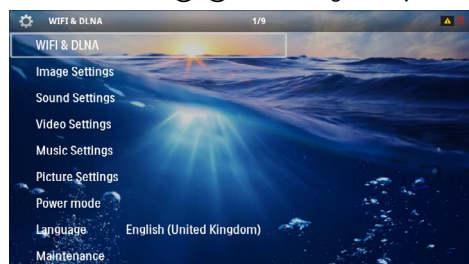 WIFI & DLNA 1/9
WIFI & DLNA
Image Settings
Sound Settings
Video Settings
Music Settings
Picture Settings
Power mode
Language English (United Kingdom)
Maintenance